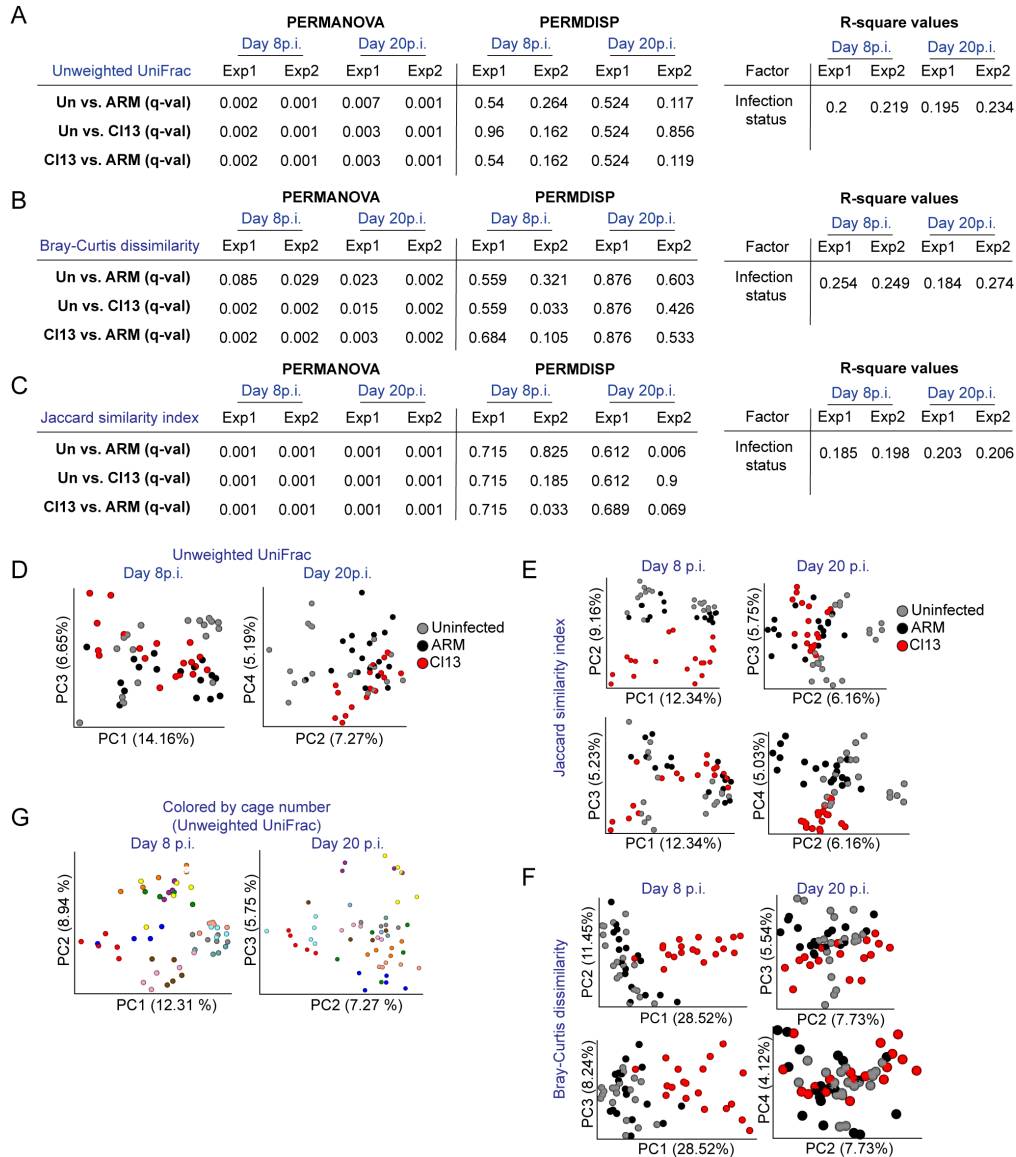 A
PERMANOVA PERMDISP R-square values
Day 8p.i. Day 20p.i. Day 8p.i. Day 20p.i. Day 8p.i. Day 20p.i.
Unweighted UniFrac Exp1 Exp2 Exp1 Exp2 Exp1 Exp2 Exp1 Exp2 Factor Exp1 Exp2 Exp1 Exp2
Un vs. ARM (q-val) 0.002 0.001 0.007 0.001 0.54 0.264 0.524 0.117 Infection status 0.2 0.219 0.195 0.234
Un vs. Cl13 (q-val) 0.002 0.001 0.003 0.001 0.96 0.162 0.524 0.856
Cl13 vs. ARM (q-val) 0.002 0.001 0.003 0.001 0.54 0.162 0.524 0.119
B
PERMANOVA PERMDISP R-square values
Day 8p.i. Day 20p.i. Day 8p.i. Day 20p.i. Day 8p.i. Day 20p.i.
Bray-Curtis dissimilarity Exp1 Exp2 Exp1 Exp2 Exp1 Exp2 Exp1 Exp2 Factor Exp1 Exp2 Exp1 Exp2
Un vs. ARM (q-val) 0.085 0.029 0.023 0.002 0.559 0.321 0.876 0.603 Infection status 0.254 0.249 0.184 0.274
Un vs. Cl13 (q-val) 0.002 0.002 0.015 0.002 0.559 0.033 0.876 0.426
Cl13 vs. ARM (q-val) 0.002 0.002 0.003 0.002 0.684 0.105 0.876 0.533
C
PERMANOVA PERMDISP R-square values
Day 8p.i. Day 20p.i. Day 8p.i. Day 20p.i. Day 8p.i. Day 20p.i.
Jaccard similarity index Exp1 Exp2 Exp1 Exp2 Exp1 Exp2 Exp1 Exp2 Factor Exp1 Exp2 Exp1 Exp2
Un vs. ARM (q-val) 0.001 0.001 0.001 0.001 0.715 0.825 0.612 0.006 Infection status 0.185 0.198 0.203 0.206
Un vs. Cl13 (q-val) 0.001 0.001 0.001 0.001 0.715 0.185 0.612 0.9
Cl13 vs. ARM (q-val) 0.001 0.001 0.001 0.001 0.715 0.033 0.689 0.069
D
Unweighted UniFrac
Day 8p.i. Day 20p.i.
PC3 (6.65%)
PC1 (14.16%)
PC4 (5.19%)
PC2 (7.27%)
Uninfected
ARM
Cl13
E
Jaccard similarity index
Day 8 p.i. Day 20 p.i.
PC2 (9.16%)
PC1 (12.34%)
PC3 (5.75%)
PC2 (6.16%)
Uninfected
ARM
Cl13
PC3 (5.23%)
PC1 (12.34%)
PC4 (5.03%)
PC2 (6.16%)
G
Colored by cage number
(Unweighted UniFrac)
Day 8 p.i. Day 20 p.i.
PC2 (8.94 %)
PC1 (12.31 %)
PC3 (5.75 %)
PC2 (7.27 %)
F
Bray-Curtis dissimilarity
Day 8 p.i. Day 20 p.i.
PC2 (11.45%)
PC1 (28.52%)
PC3 (5.54%)
PC2 (7.73%)
PC3 (8.24%)
PC1 (28.52%)
PC4 (4.12%)
PC2 (7.73%)